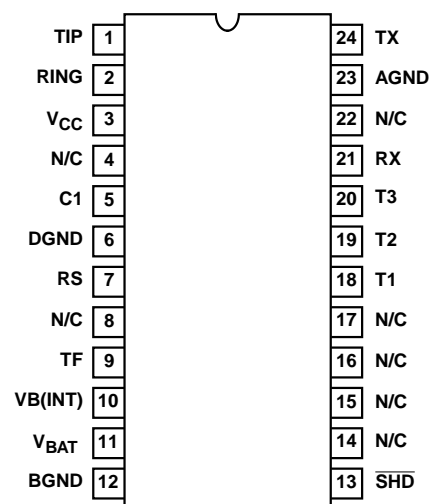 TIP 1 24 TX
RING 2 23 AGND
VCC 3 22 N/C
N/C 4 21 RX
C1 5 20 T3
DGND 6 19 T2
RS 7 18 T1
N/C 8 17 N/C
TF 9 16 N/C
VB(INT) 10 15 N/C
VBAT 11 14 N/C
BGND 12 13 SHD